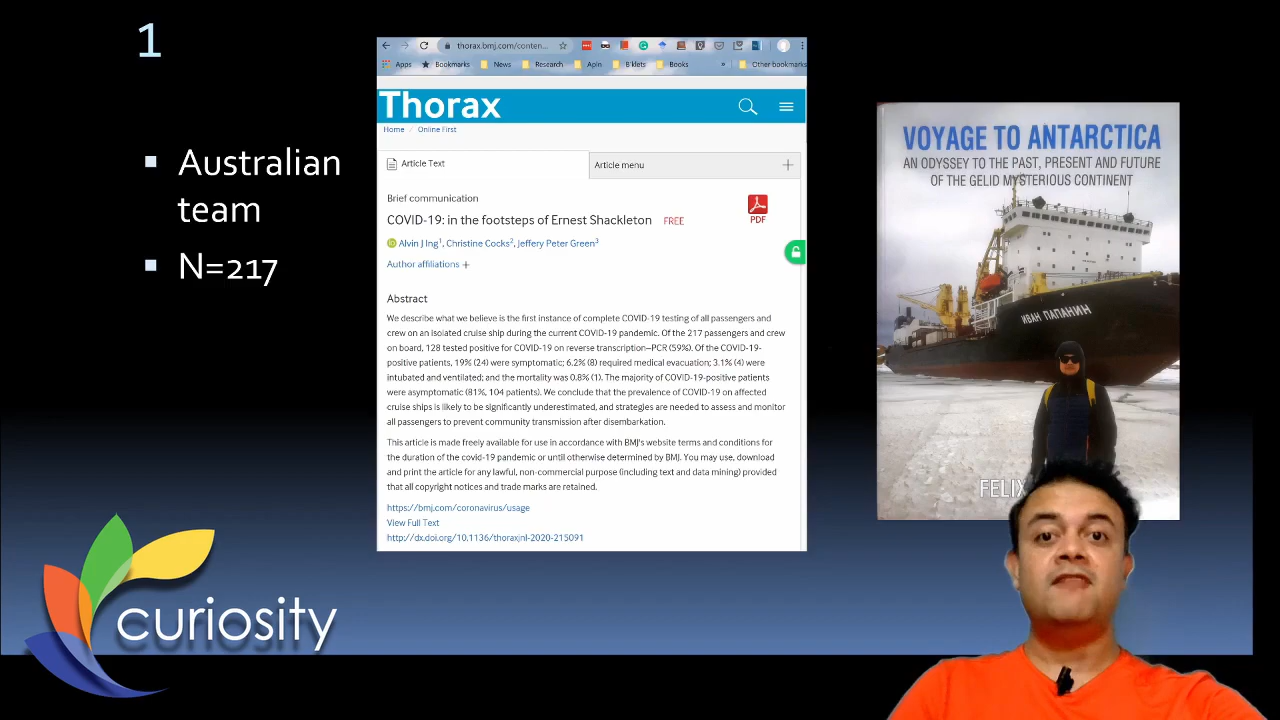 1
Australian
team
N=217
thorax.bmj.com/conten...
Apps Bookmarks News Research Apin B'klets Books » Other bookmarks
Thorax
Home / Online First
Article Text
Article menu
Brief communication
COVID-19: in the footsteps of Ernest Shackleton FREE
PDF
Alvin J Ing1, Christine Cocks2, Jeffery Peter Green3
Author affiliations +
Abstract
We describe what we believe is the first instance of complete COVID-19 testing of all passengers and
crew on an isolated cruise ship during the current COVID-19 pandemic. Of the 217 passengers and crew
on board, 128 tested positive for COVID-19 on reverse transcription–PCR (59%). Of the COVID-19-
positive patients, 19% (24) were symptomatic; 6.2% (8) required medical evacuation; 3.1% (4) were
intubated and ventilated; and the mortality was 0.8% (1). The majority of COVID-19-positive patients
were asymptomatic (81%, 104 patients). We conclude that the prevalence of COVID-19 on affected
cruise ships is likely to be significantly underestimated, and strategies are needed to assess and monitor
all passengers to prevent community transmission after disembarkation.
This article is made freely available for use in accordance with BMJ's website terms and conditions for
the duration of the covid-19 pandemic or until otherwise determined by BMJ. You may use, download
and print the article for any lawful, non-commercial purpose (including text and data mining) provided
that all copyright notices and trade marks are retained.
https://bmj.com/coronavirus/usage
View Full Text
http://dx.doi.org/10.1136/thoraxjnl-2020-215091
VOYAGE TO ANTARCTICA
AN ODYSSEY TO THE PAST, PRESENT AND FUTURE
OF THE GELID MYSTERIOUS CONTINENT
ИВАН ПАПАНИН
FELIX
curiosity